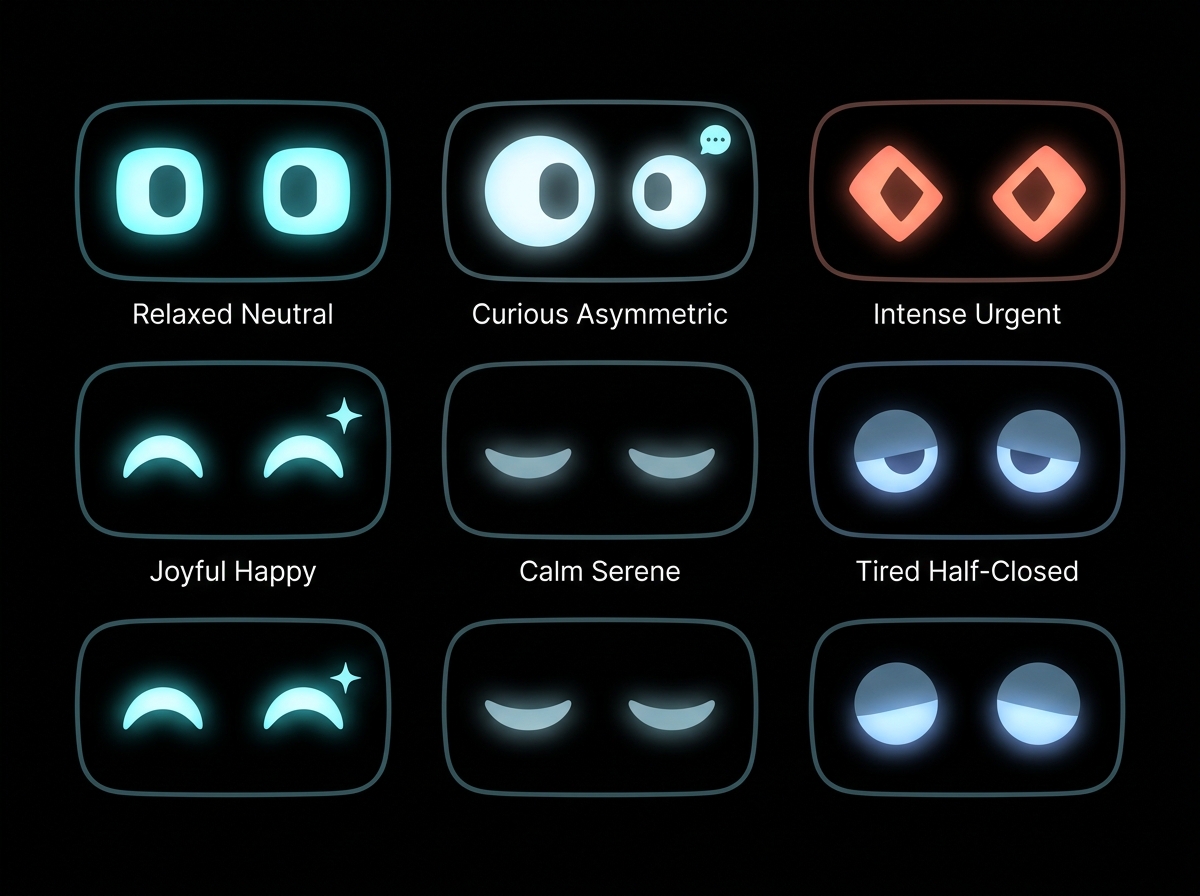 Relaxed Neutral
Curious Asymmetric
Intense Urgent
Joyful Happy
Calm Serene
Tired Half-Closed